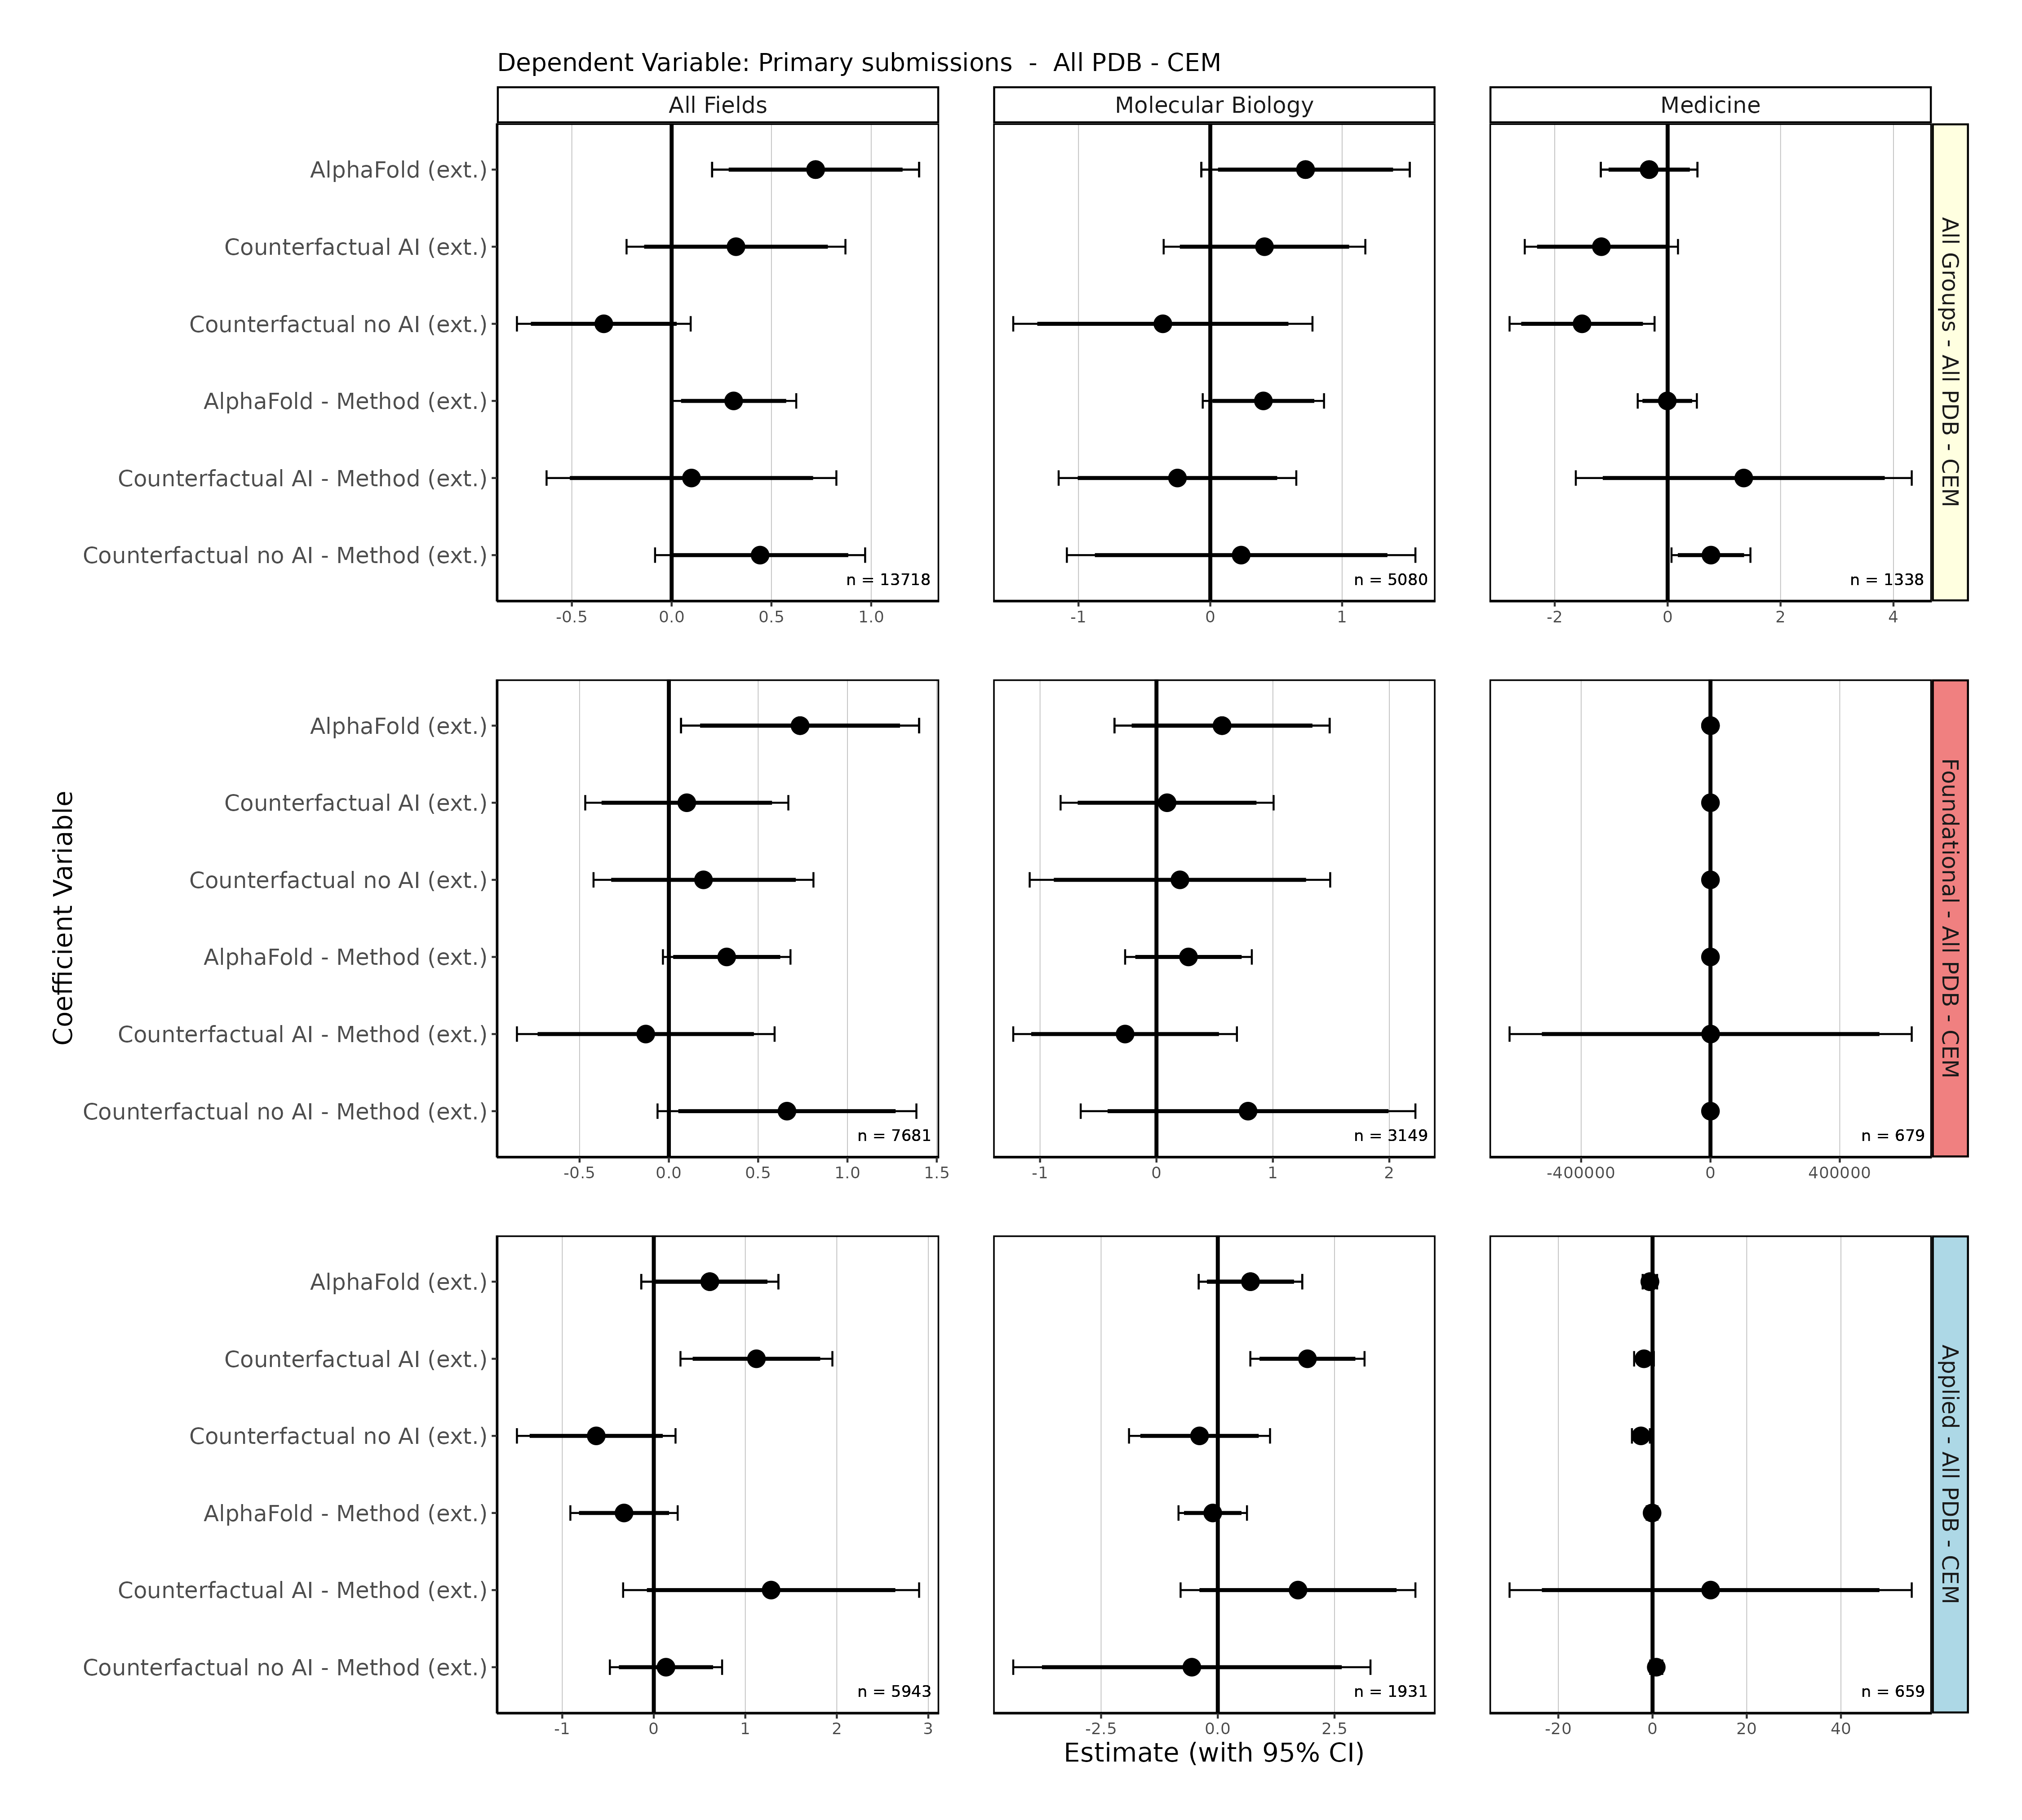 Dependent Variable: Primary submissions - All PDB - CEM
All Fields
Molecular Biology
Medicine
AlphaFold (ext.)
Counterfactual AI (ext.)
Counterfactual no AI (ext.)
AlphaFold - Method (ext.)
Counterfactual AI - Method (ext.)
Counterfactual no AI - Method (ext.)
n = 13718
n = 5080
n = 1338
-0.5 0.0 0.5 1.0
-1 0 1
-2 0 2 4
All Groups - All PDB - CEM
Coefficient Variable
AlphaFold (ext.)
Counterfactual AI (ext.)
Counterfactual no AI (ext.)
AlphaFold - Method (ext.)
Counterfactual AI - Method (ext.)
Counterfactual no AI - Method (ext.)
n = 7681
n = 3149
n = 679
-0.5 0.0 0.5 1.0 1.5
-1 0 1 2
-400000 0 400000
Foundational - All PDB - CEM
AlphaFold (ext.)
Counterfactual AI (ext.)
Counterfactual no AI (ext.)
AlphaFold - Method (ext.)
Counterfactual AI - Method (ext.)
Counterfactual no AI - Method (ext.)
n = 5943
n = 1931
n = 659
-1 0 1 2 3
-2.5 0.0 2.5
-20 0 20 40
Applied - All PDB - CEM
Estimate (with 95% CI)